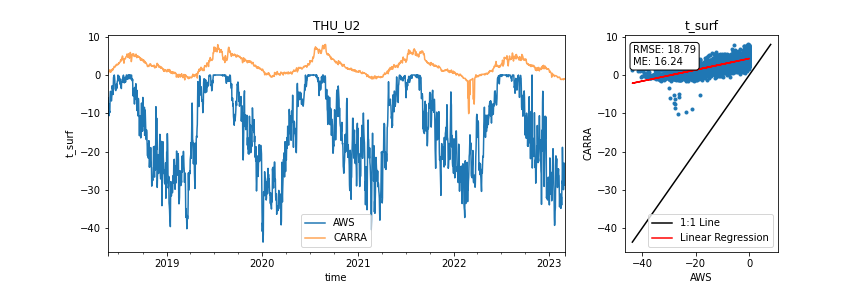 THU_U2
t_surf
10
0
−10
−20
−30
−40
t_surf
AWS
CARRA
2019
2020
2021
2022
2023
time
10
0
−10
−20
−30
−40
CARRA
RMSE: 18.79
ME: 16.24
1:1 Line
Linear Regression
−40
−20
0
AWS